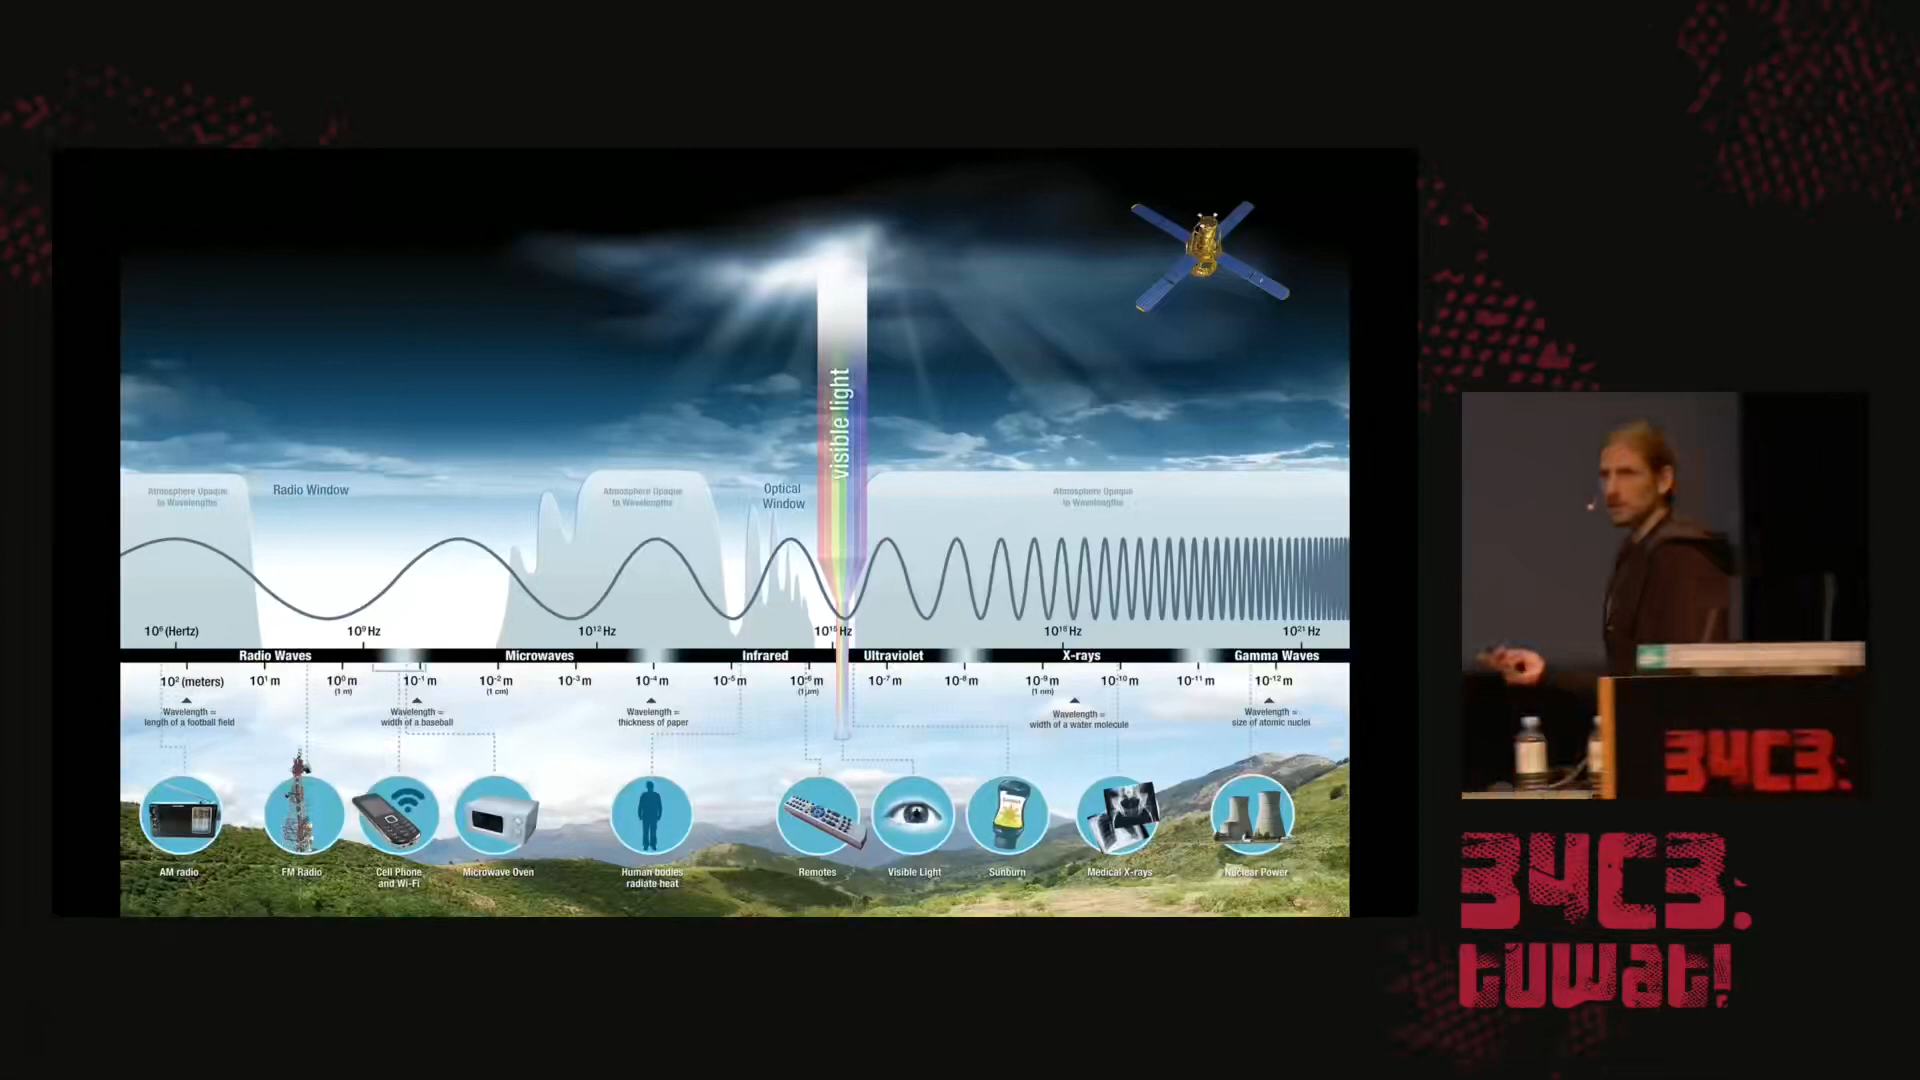 visible light
Atmosphere Opaque
to Wavelengths
Radio Window
Atmosphere Opaque
to Wavelengths
Optical
Window
Atmosphere Opaque
to Wavelengths
10⁶ (Hertz)
10⁹ Hz
10¹² Hz
10¹⁵ Hz
10¹⁸ Hz
10²¹ Hz
Radio Waves
Microwaves
Infrared
Ultraviolet
X-rays
Gamma Waves
10² (meters)
10¹ m
10⁰ m
(1 m)
10⁻¹ m
10⁻² m
(1 cm)
10⁻³ m
10⁻⁴ m
10⁻⁵ m
10⁻⁶ m
(1 µm)
10⁻⁷ m
10⁻⁸ m
10⁻⁹ m
(1 nm)
10⁻¹⁰ m
10⁻¹¹ m
10⁻¹² m
Wavelength =
length of a football field
Wavelength =
width of a baseball
Wavelength =
thickness of paper
Wavelength =
width of a water molecule
Wavelength =
size of atomic nuclei
AM radio
FM Radio
Cell Phone
and Wi-Fi
Microwave Oven
Human bodies
radiate heat
Remotes
Visible Light
Sunburn
Medical X-rays
Nuclear Power
34C3.
34C3.
tuwat!